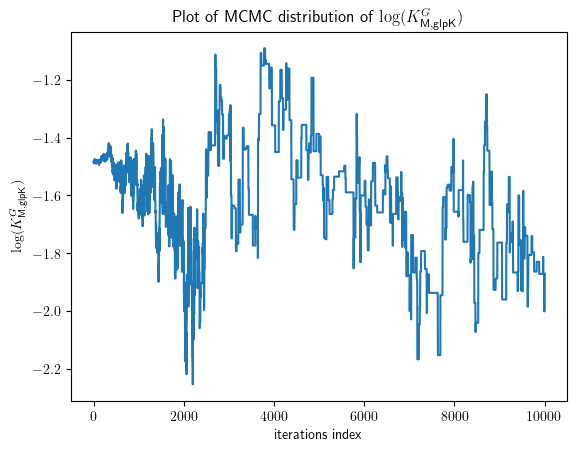 Plot of MCMC distribution of log(K^G_M,glpK)
log(K^G_M,glpK)
−1.2
−1.4
−1.6
−1.8
−2.0
−2.2
0 2000 4000 6000 8000 10000
iterations index